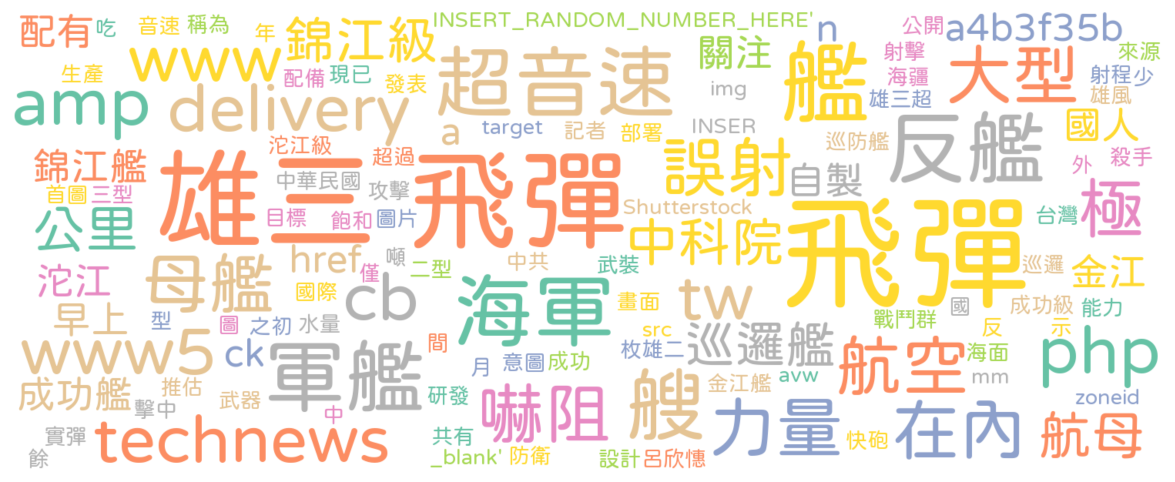 INSERT_RANDOM_NUMBER_HERE'
配有
吃
音速
稱為
年
錦江級
超音速
關注
n
公開
a4b3f35b
www
生產
配備
現已
發表
img
艦
射擊
海疆
大型
來源
射程
少
雄三超
雄風
amp
delivery
a
target
記者
部署
INSER
巡防艦
反艦
國人
沱江級
超過
錦江艦
雄三飛彈
中華民國
攻擊
誤射
自製
外
殺手
極
首圖
三型
公里
目標
飽和
圖片
Shutterstock
中科院
飛彈
台灣
沱江
母艦
href
噸
僅
二型
中共
武裝
巡邏
金江
國際
cb
海軍
畫面
tw
國
成功級
能力
早上
型
圖
之初
水量
戰鬥群
反
示
www5
ck
軍艦
間
月
意圖
成功
src
枚雄二
巡邏艦
航空
海面
php
成功艦
推估
武器
擊中
中
研發
嚇阻
艘
金江艦
avw
mm
力量
在內
zoneid
航母
實彈
technews
共有
_blank'
防衛
設計
呂欣憓
快砲
餘